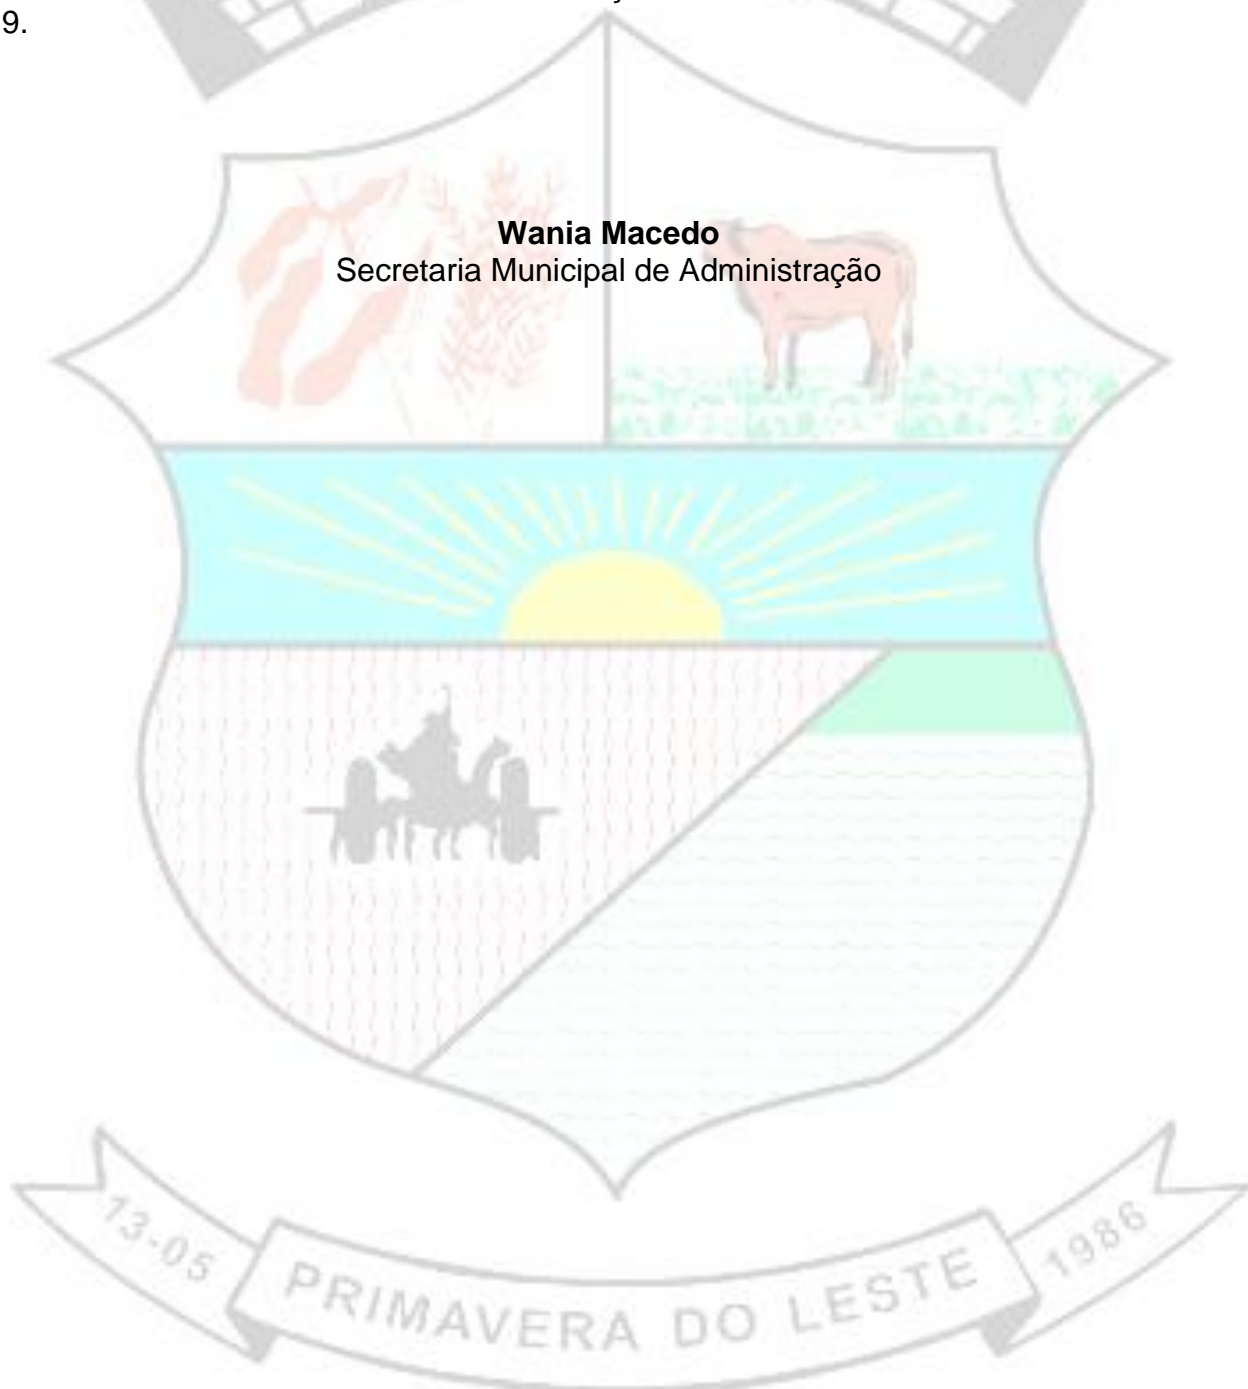 9.
Wania Macedo
Secretaria Municipal de Administração
13-05
PRIMAVERA DO LESTE
1986